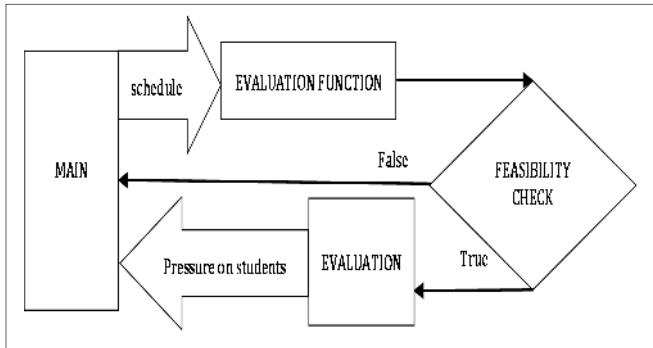 schedule
EVALUATION FUNCTION
MAIN
False
FEASIBILITY
CHECK
True
Pressure on students
EVALUATION